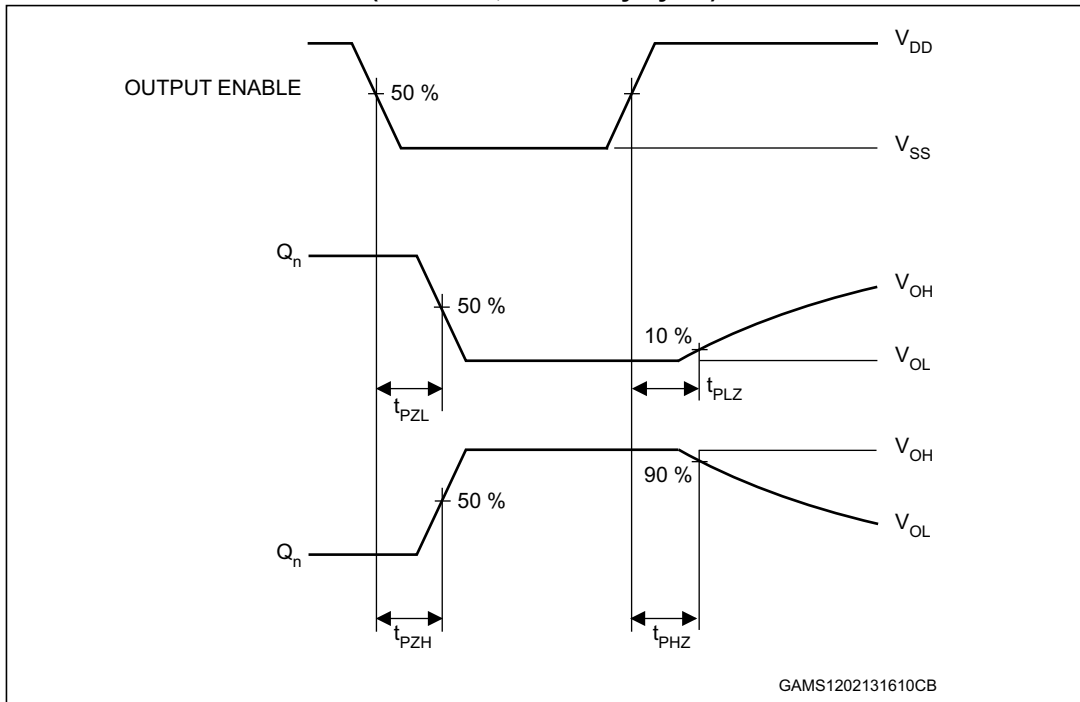 V_DD
OUTPUT ENABLE
50 %
V_SS
Q_n
V_OH
50 %
10 %
V_OL
t_PZL
t_PLZ
V_OH
90 %
50 %
V_OL
Q_n
t_PZH
t_PHZ
GAMS1202131610CB